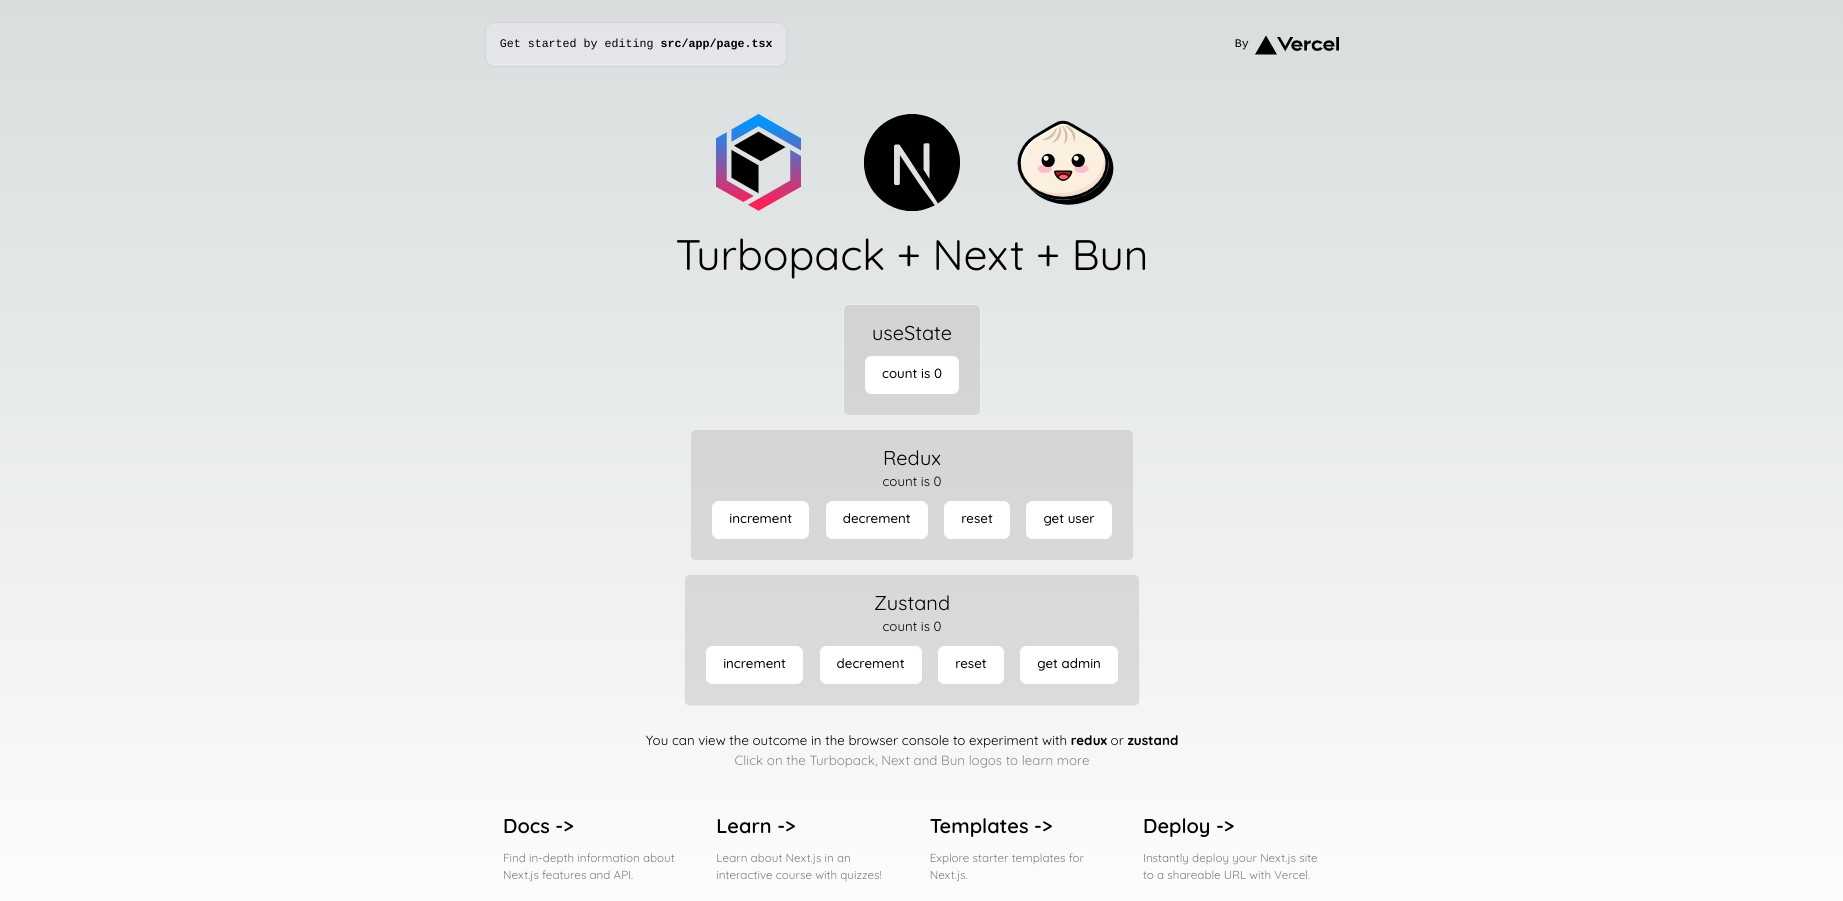 Get started by editing src/app/page.tsx
By Vercel
N
Turbopack + Next + Bun
useState
count is 0
Redux
count is 0
increment decrement reset get user
Zustand
count is 0
increment decrement reset get admin
You can view the outcome in the browser console to experiment with redux or zustand
Click on the Turbopack, Next and Bun logos to learn more
Docs -> Learn -> Templates -> Deploy ->
Find in-depth information about
Next.js features and API.
Learn about Next.js in an
interactive course with quizzes!
Explore starter templates for
Next.js.
Instantly deploy your Next.js site
to a shareable URL with Vercel.